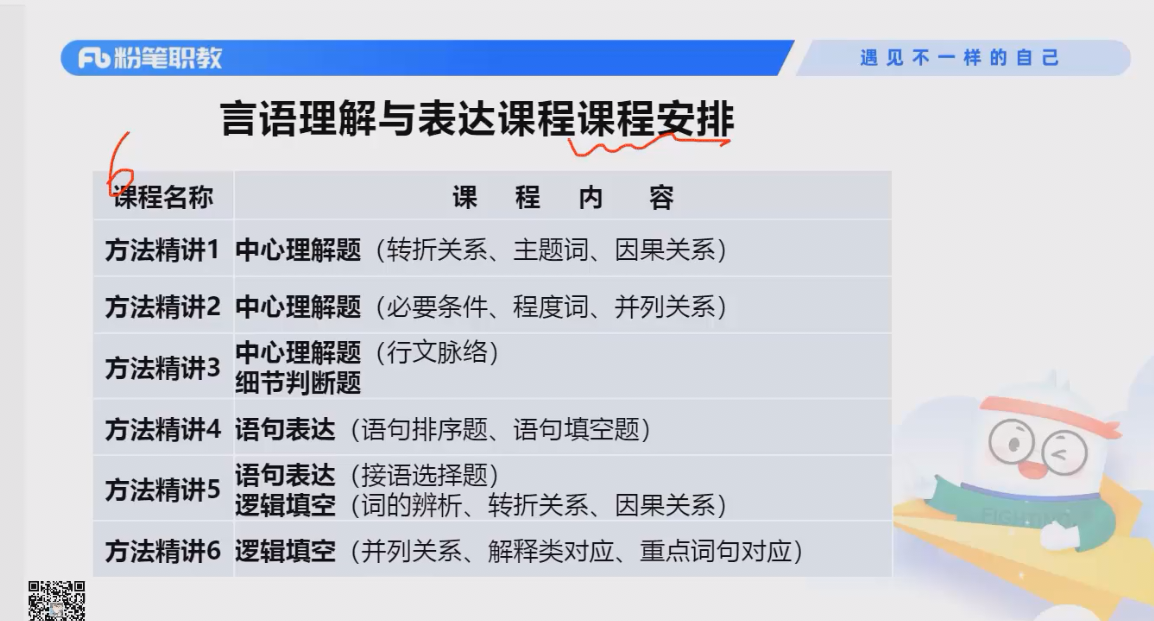 粉笔职教
遇见不一样的自己
言语理解与表达课程课程安排
6
课程名称 课 程 内 容
方法精讲1 中心理解题（转折关系、主题词、因果关系）
方法精讲2 中心理解题（必要条件、程度词、并列关系）
方法精讲3 中心理解题（行文脉络）
细节判断题
方法精讲4 语句表达（语句排序题、语句填空题）
方法精讲5 语句表达（接语选择题）
逻辑填空（词的辨析、转折关系、因果关系）
方法精讲6 逻辑填空（并列关系、解释类对应、重点词句对应）